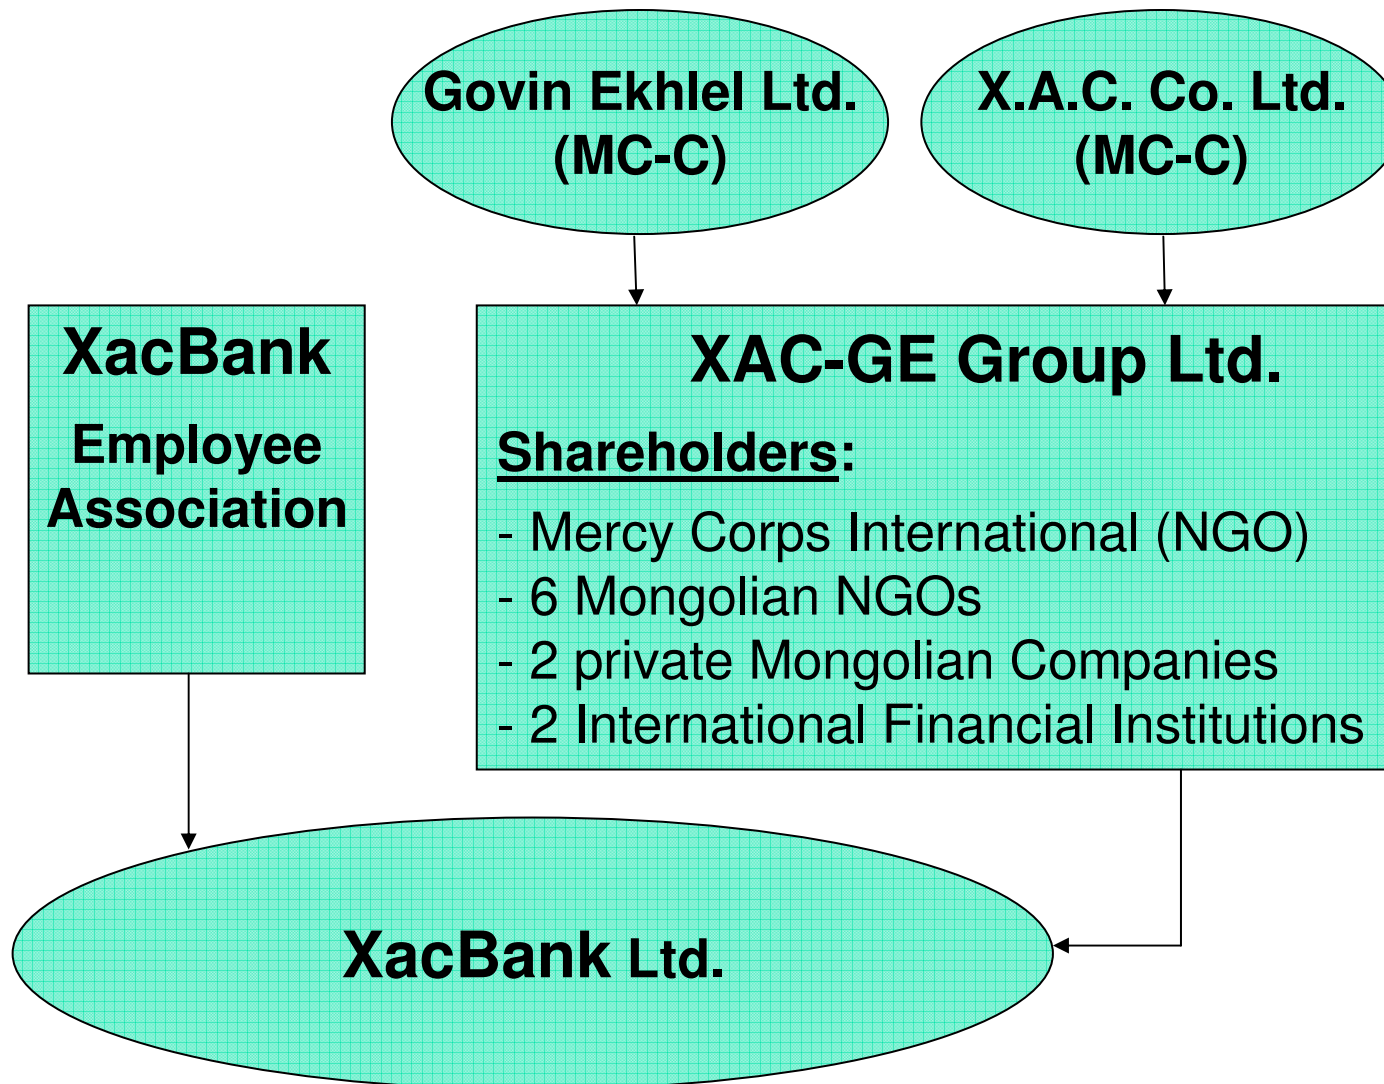 Govin Ekhlel Ltd.
(MC-C)
X.A.C. Co. Ltd.
(MC-C)
XacBank
Employee
Association
XAC-GE Group Ltd.
Shareholders:
- Mercy Corps International (NGO)
- 6 Mongolian NGOs
- 2 private Mongolian Companies
- 2 International Financial Institutions
XacBank Ltd.